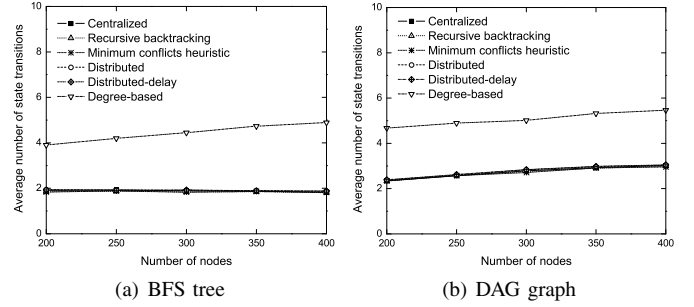 10
8
6
4
2
0
Average number of state transitions
Centralized
Recursive backtracking
Minimum conflicts heuristic
Distributed
Distributed-delay
Degree-based
200 250 300 350 400
Number of nodes
(a) BFS tree
10
8
6
4
2
0
Average number of state transitions
Centralized
Recursive backtracking
Minimum conflicts heuristic
Distributed
Distributed-delay
Degree-based
200 250 300 350 400
Number of nodes
(b) DAG graph